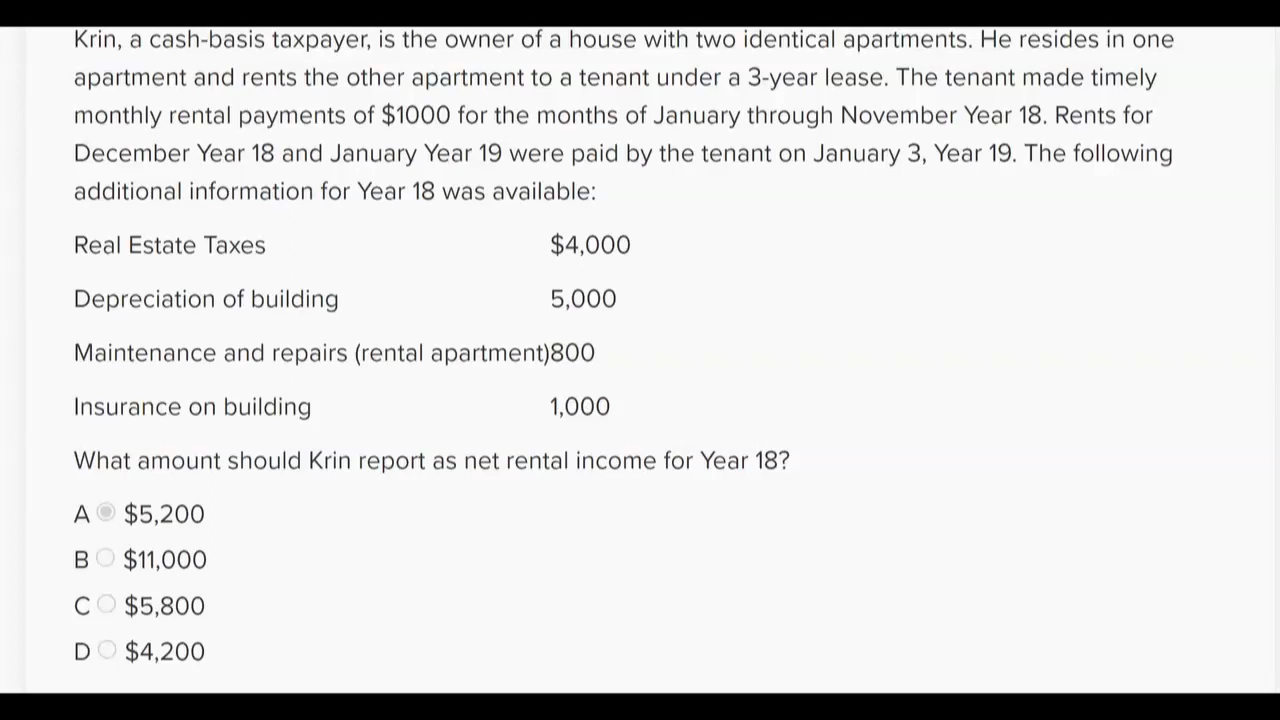 Krin, a cash-basis taxpayer, is the owner of a house with two identical apartments. He resides in one
apartment and rents the other apartment to a tenant under a 3-year lease. The tenant made timely
monthly rental payments of $1000 for the months of January through November Year 18. Rents for
December Year 18 and January Year 19 were paid by the tenant on January 3, Year 19. The following
additional information for Year 18 was available:
Real Estate Taxes $4,000
Depreciation of building 5,000
Maintenance and repairs (rental apartment)800
Insurance on building 1,000
What amount should Krin report as net rental income for Year 18?
A $5,200
B $11,000
C $5,800
D $4,200